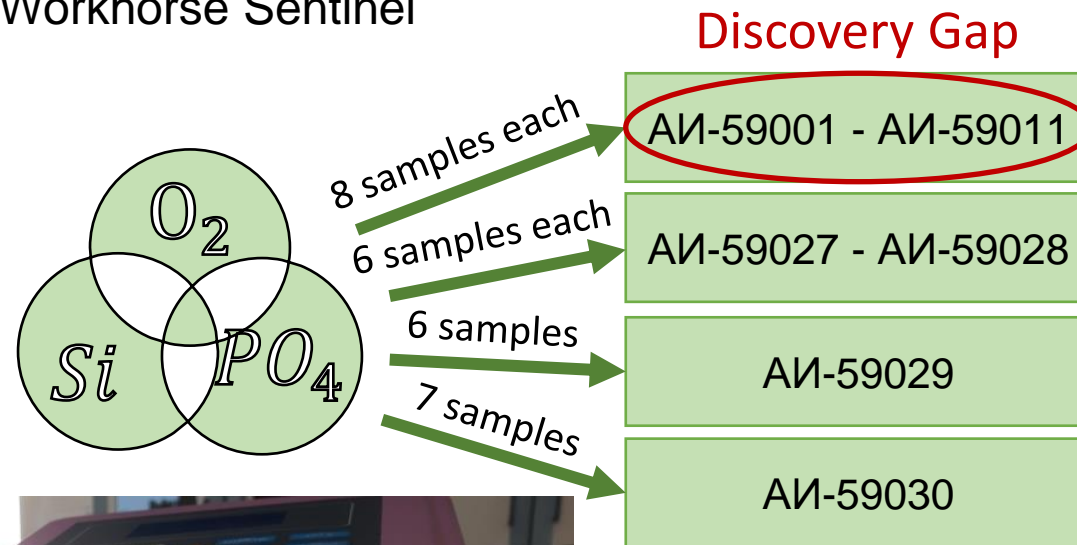 Workhorse Sentinel
Discovery Gap
8 samples each
АИ-59001 - АИ-59011
O₂
6 samples each
АИ-59027 - АИ-59028
Si
PO₄
6 samples
АИ-59029
7 samples
АИ-59030